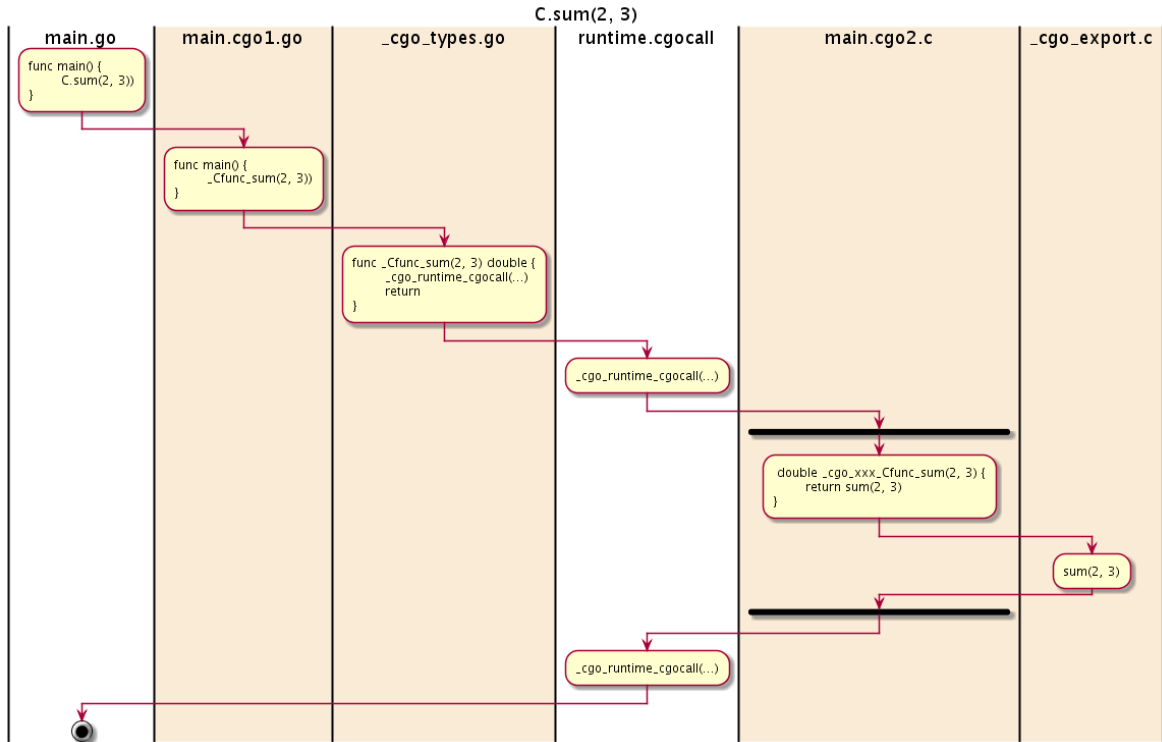 C.sum(2, 3)
main.go
main.cgo1.go
_cgo_types.go
runtime.cgocall
main.cgo2.c
_cgo_export.c
func main() {
C.sum(2, 3))
}
func main() {
_Cfunc_sum(2, 3))
}
func _Cfunc_sum(2, 3) double {
_cgo_runtime_cgocall(...)
return
}
_cgo_runtime_cgocall(...)
double _cgo_xxx_Cfunc_sum(2, 3) {
return sum(2, 3)
}
sum(2, 3)
_cgo_runtime_cgocall(...)